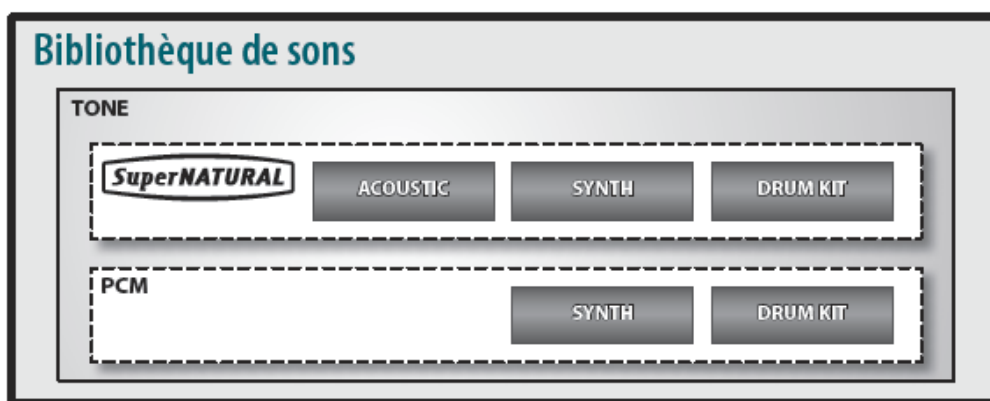 Bibliothèque de sons
TONE
SuperNATURAL ACOUSTIC SYNTH DRUM KIT
PCM
SYNTH DRUM KIT